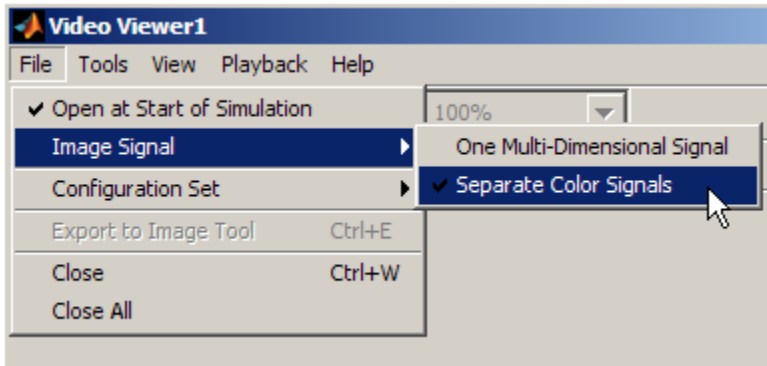 Video Viewer1
File Tools View Playback Help
Open at Start of Simulation
100%
Image Signal
One Multi-Dimensional Signal
Separate Color Signals
Configuration Set
Export to Image Tool Ctrl+E
Close Ctrl+W
Close All